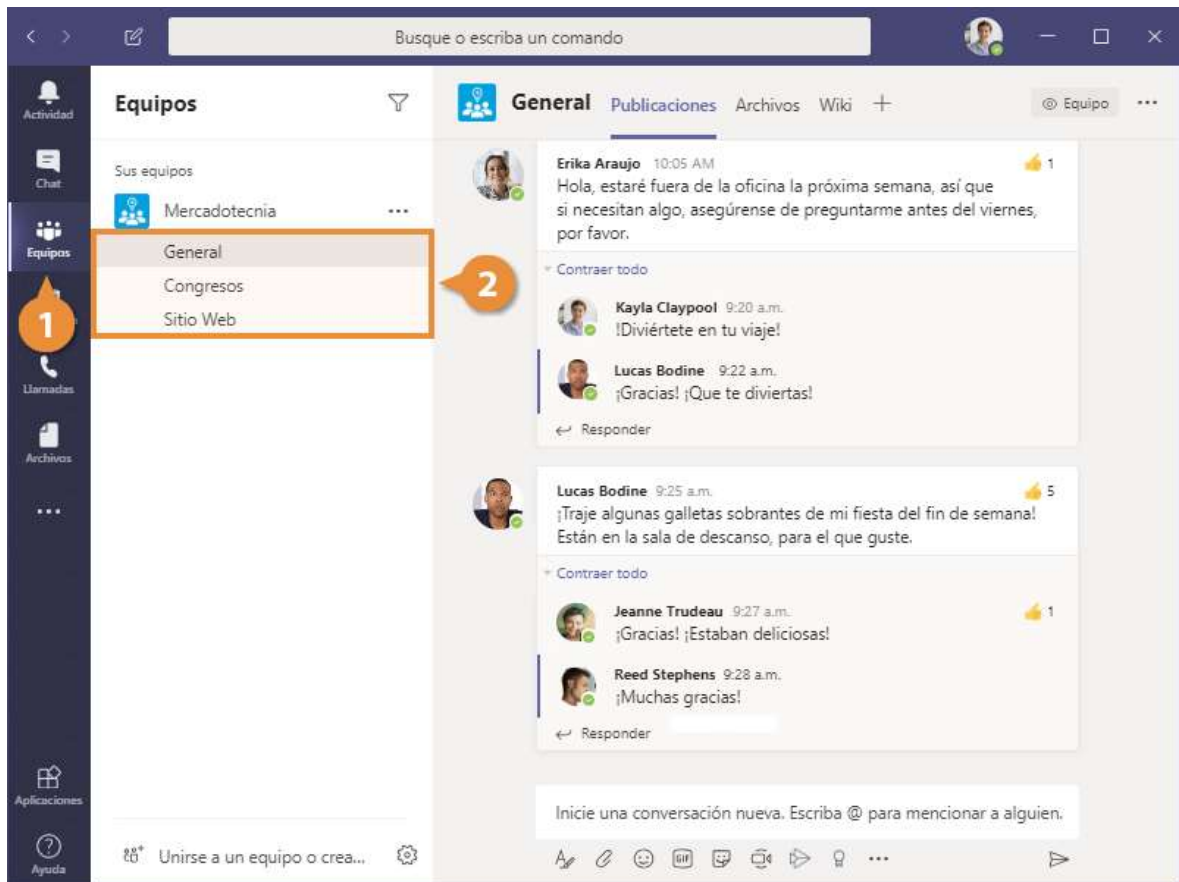 Busque o escriba un comando
Actividad
Chat
Equipos
Llamadas
Archivos
Aplicaciones
Ayuda
1
Equipos
Sus equipos
Mercadotecnia
General
Congresos
Sitio Web
2
Unirse a un equipo o crea...
General Publicaciones Archivos Wiki
Equipo
Erika Araujo 10:05 AM
1
Hola, estaré fuera de la oficina la próxima semana, así que
si necesitan algo, asegúrense de preguntarme antes del viernes,
por favor.
Contraer todo
Kayla Claypool 9:20 a.m.
!Diviértete en tu viaje!
Lucas Bodine 9:22 a.m.
¡Gracias! ¡Que te diviertas!
Responder
Lucas Bodine 9:25 a.m.
5
¡Traje algunas galletas sobrantes de mi fiesta del fin de semana!
Están en la sala de descanso, para el que guste.
Contraer todo
Jeanne Trudeau 9:27 a.m.
1
¡Gracias! ¡Estaban deliciosas!
Reed Stephens 9:28 a.m.
¡Muchas gracias!
Responder
Inicie una conversación nueva. Escriba @ para mencionar a alguien.
GIF